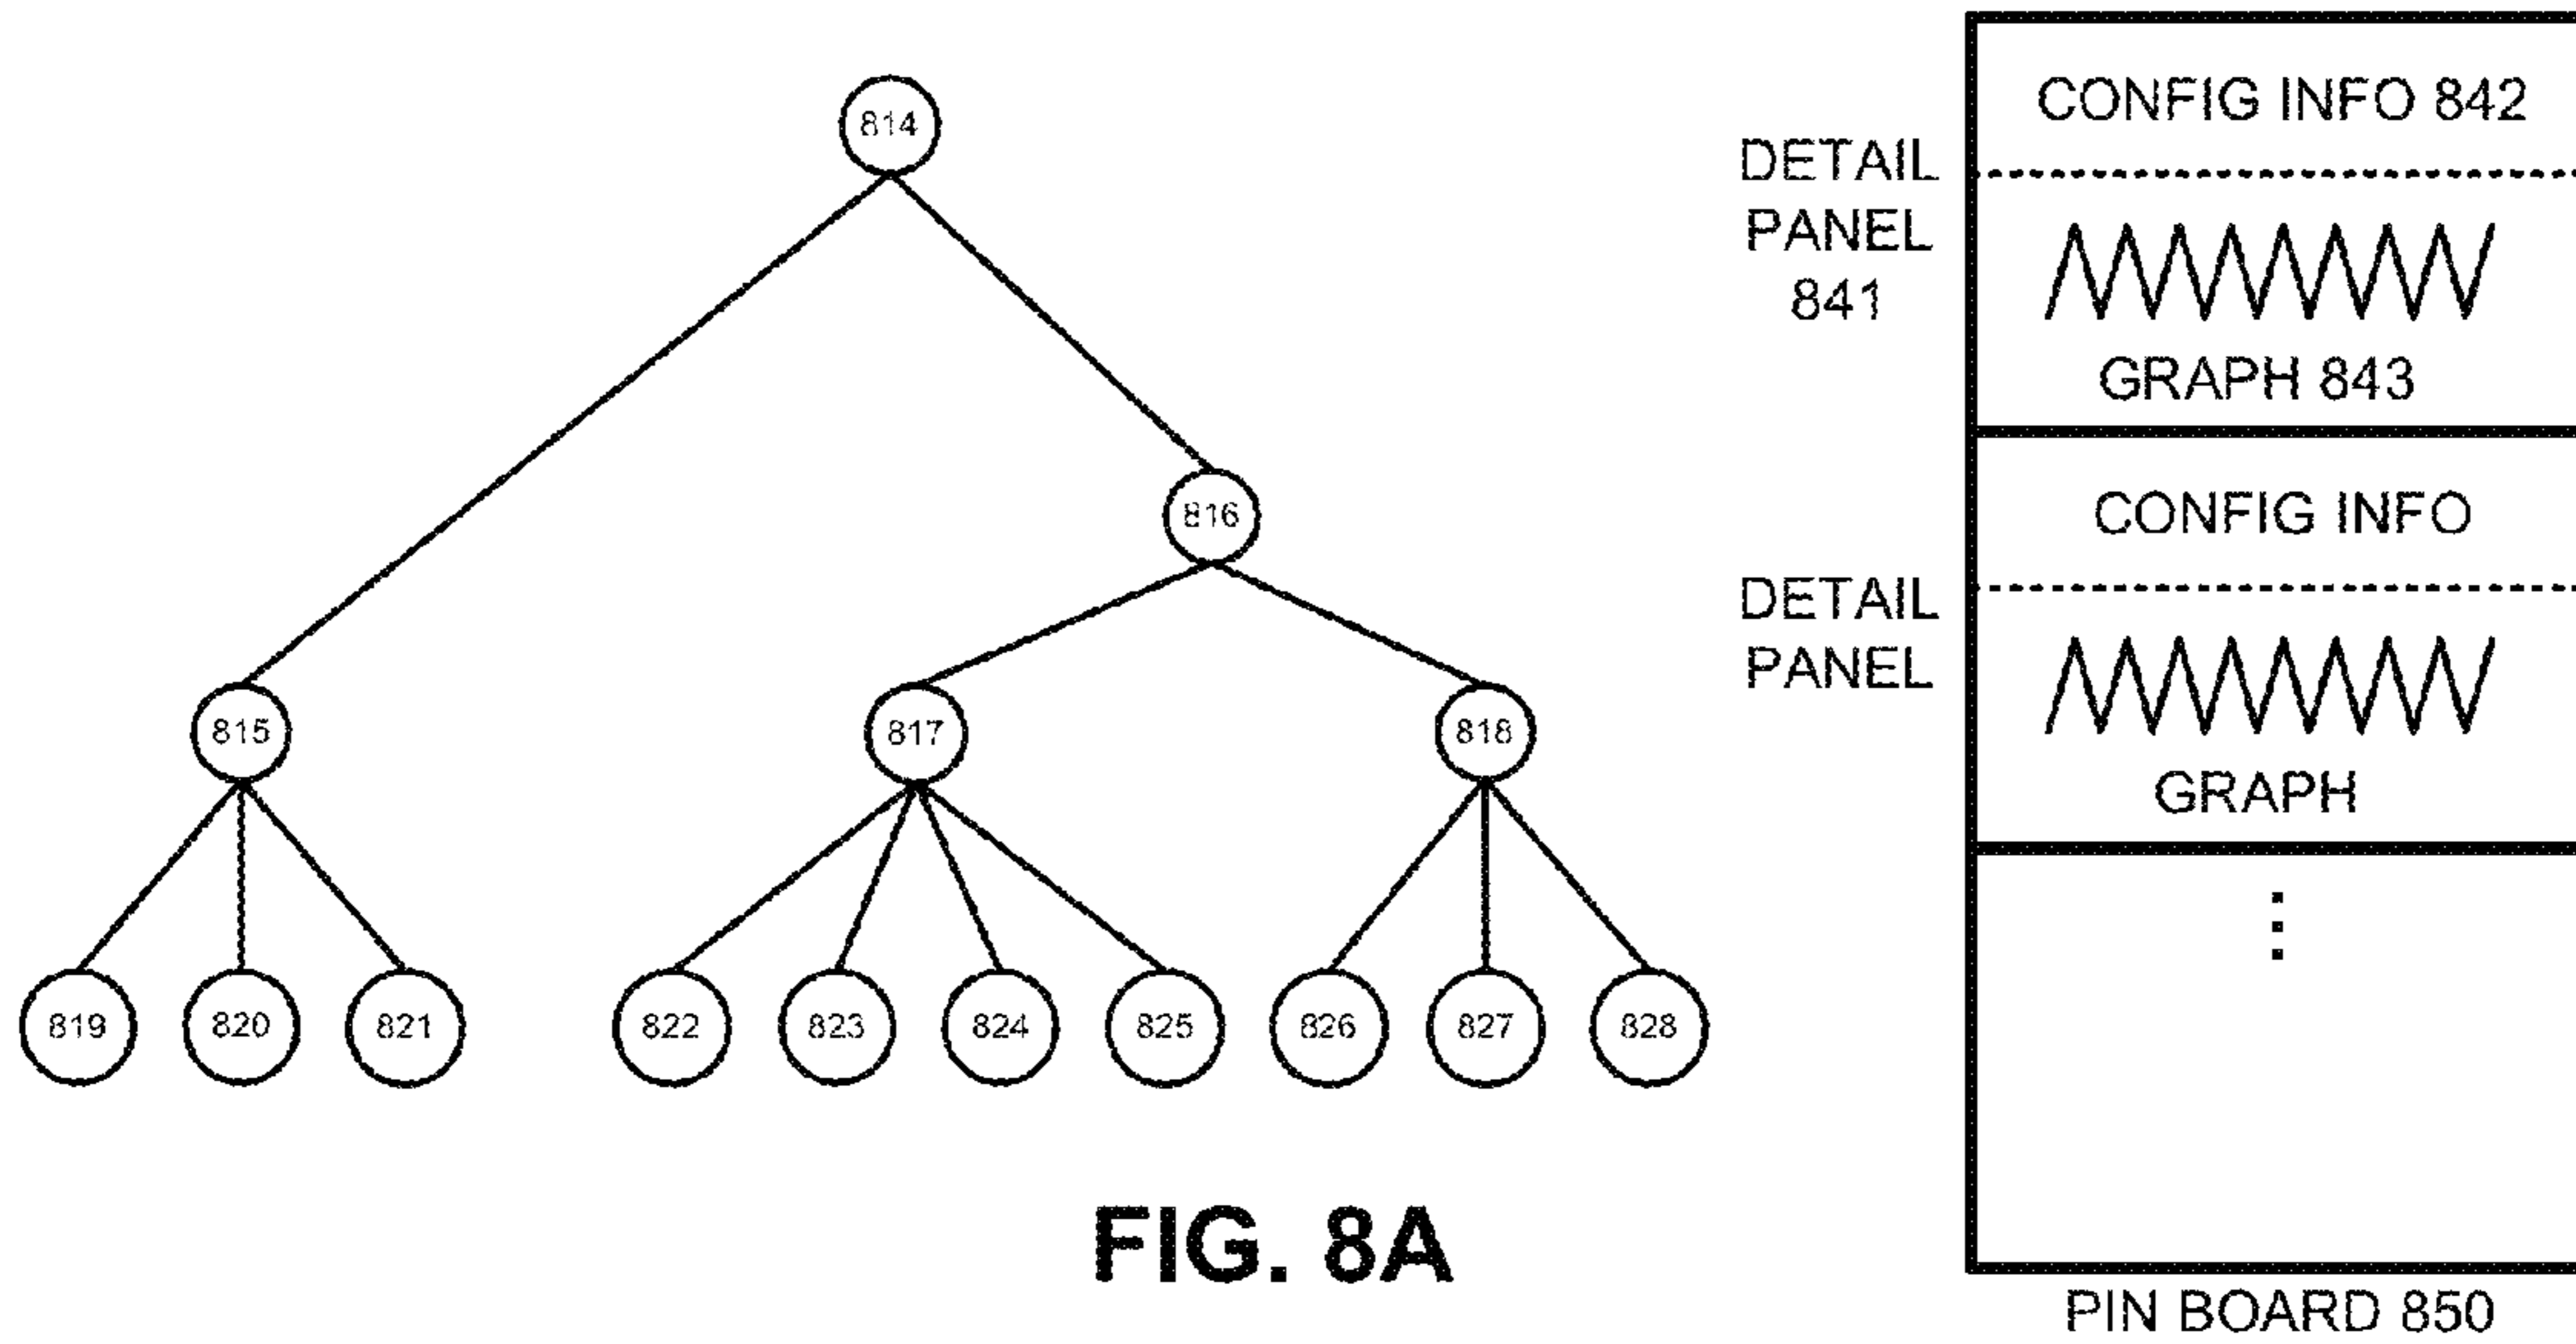 814
816
815
817
818
819
820
821
822
823
824
825
826
827
828
FIG. 8A
DETAIL
PANEL
841
CONFIG INFO 842
GRAPH 843
DETAIL
PANEL
CONFIG INFO
GRAPH
PIN BOARD 850